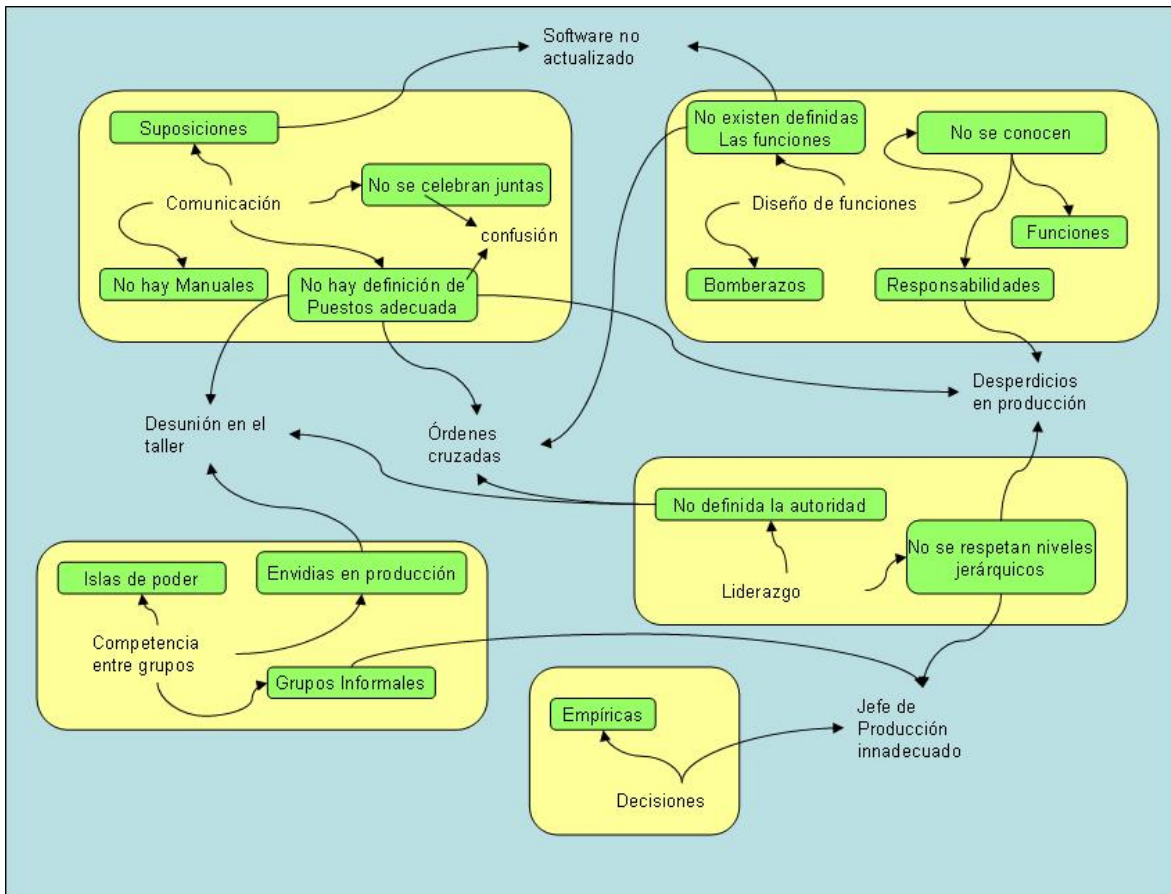 Software no
actualizado
Suposiciones
No se celebran juntas
Comunicación
confusión
No hay Manuales
No hay definición de
Puestos adecuada
No existen definidas
Las funciones
No se conocen
Diseño de funciones
Funciones
Bomberazos
Responsabilidades
Desunión en el
taller
Órdenes
cruzadas
Desperdicios
en producción
No definida la autoridad
No se respetan niveles
jerárquicos
Liderazgo
Islas de poder
Envidias en producción
Competencia
entre grupos
Grupos Informales
Empíricas
Decisiones
Jefe de
Producción
innadecuado